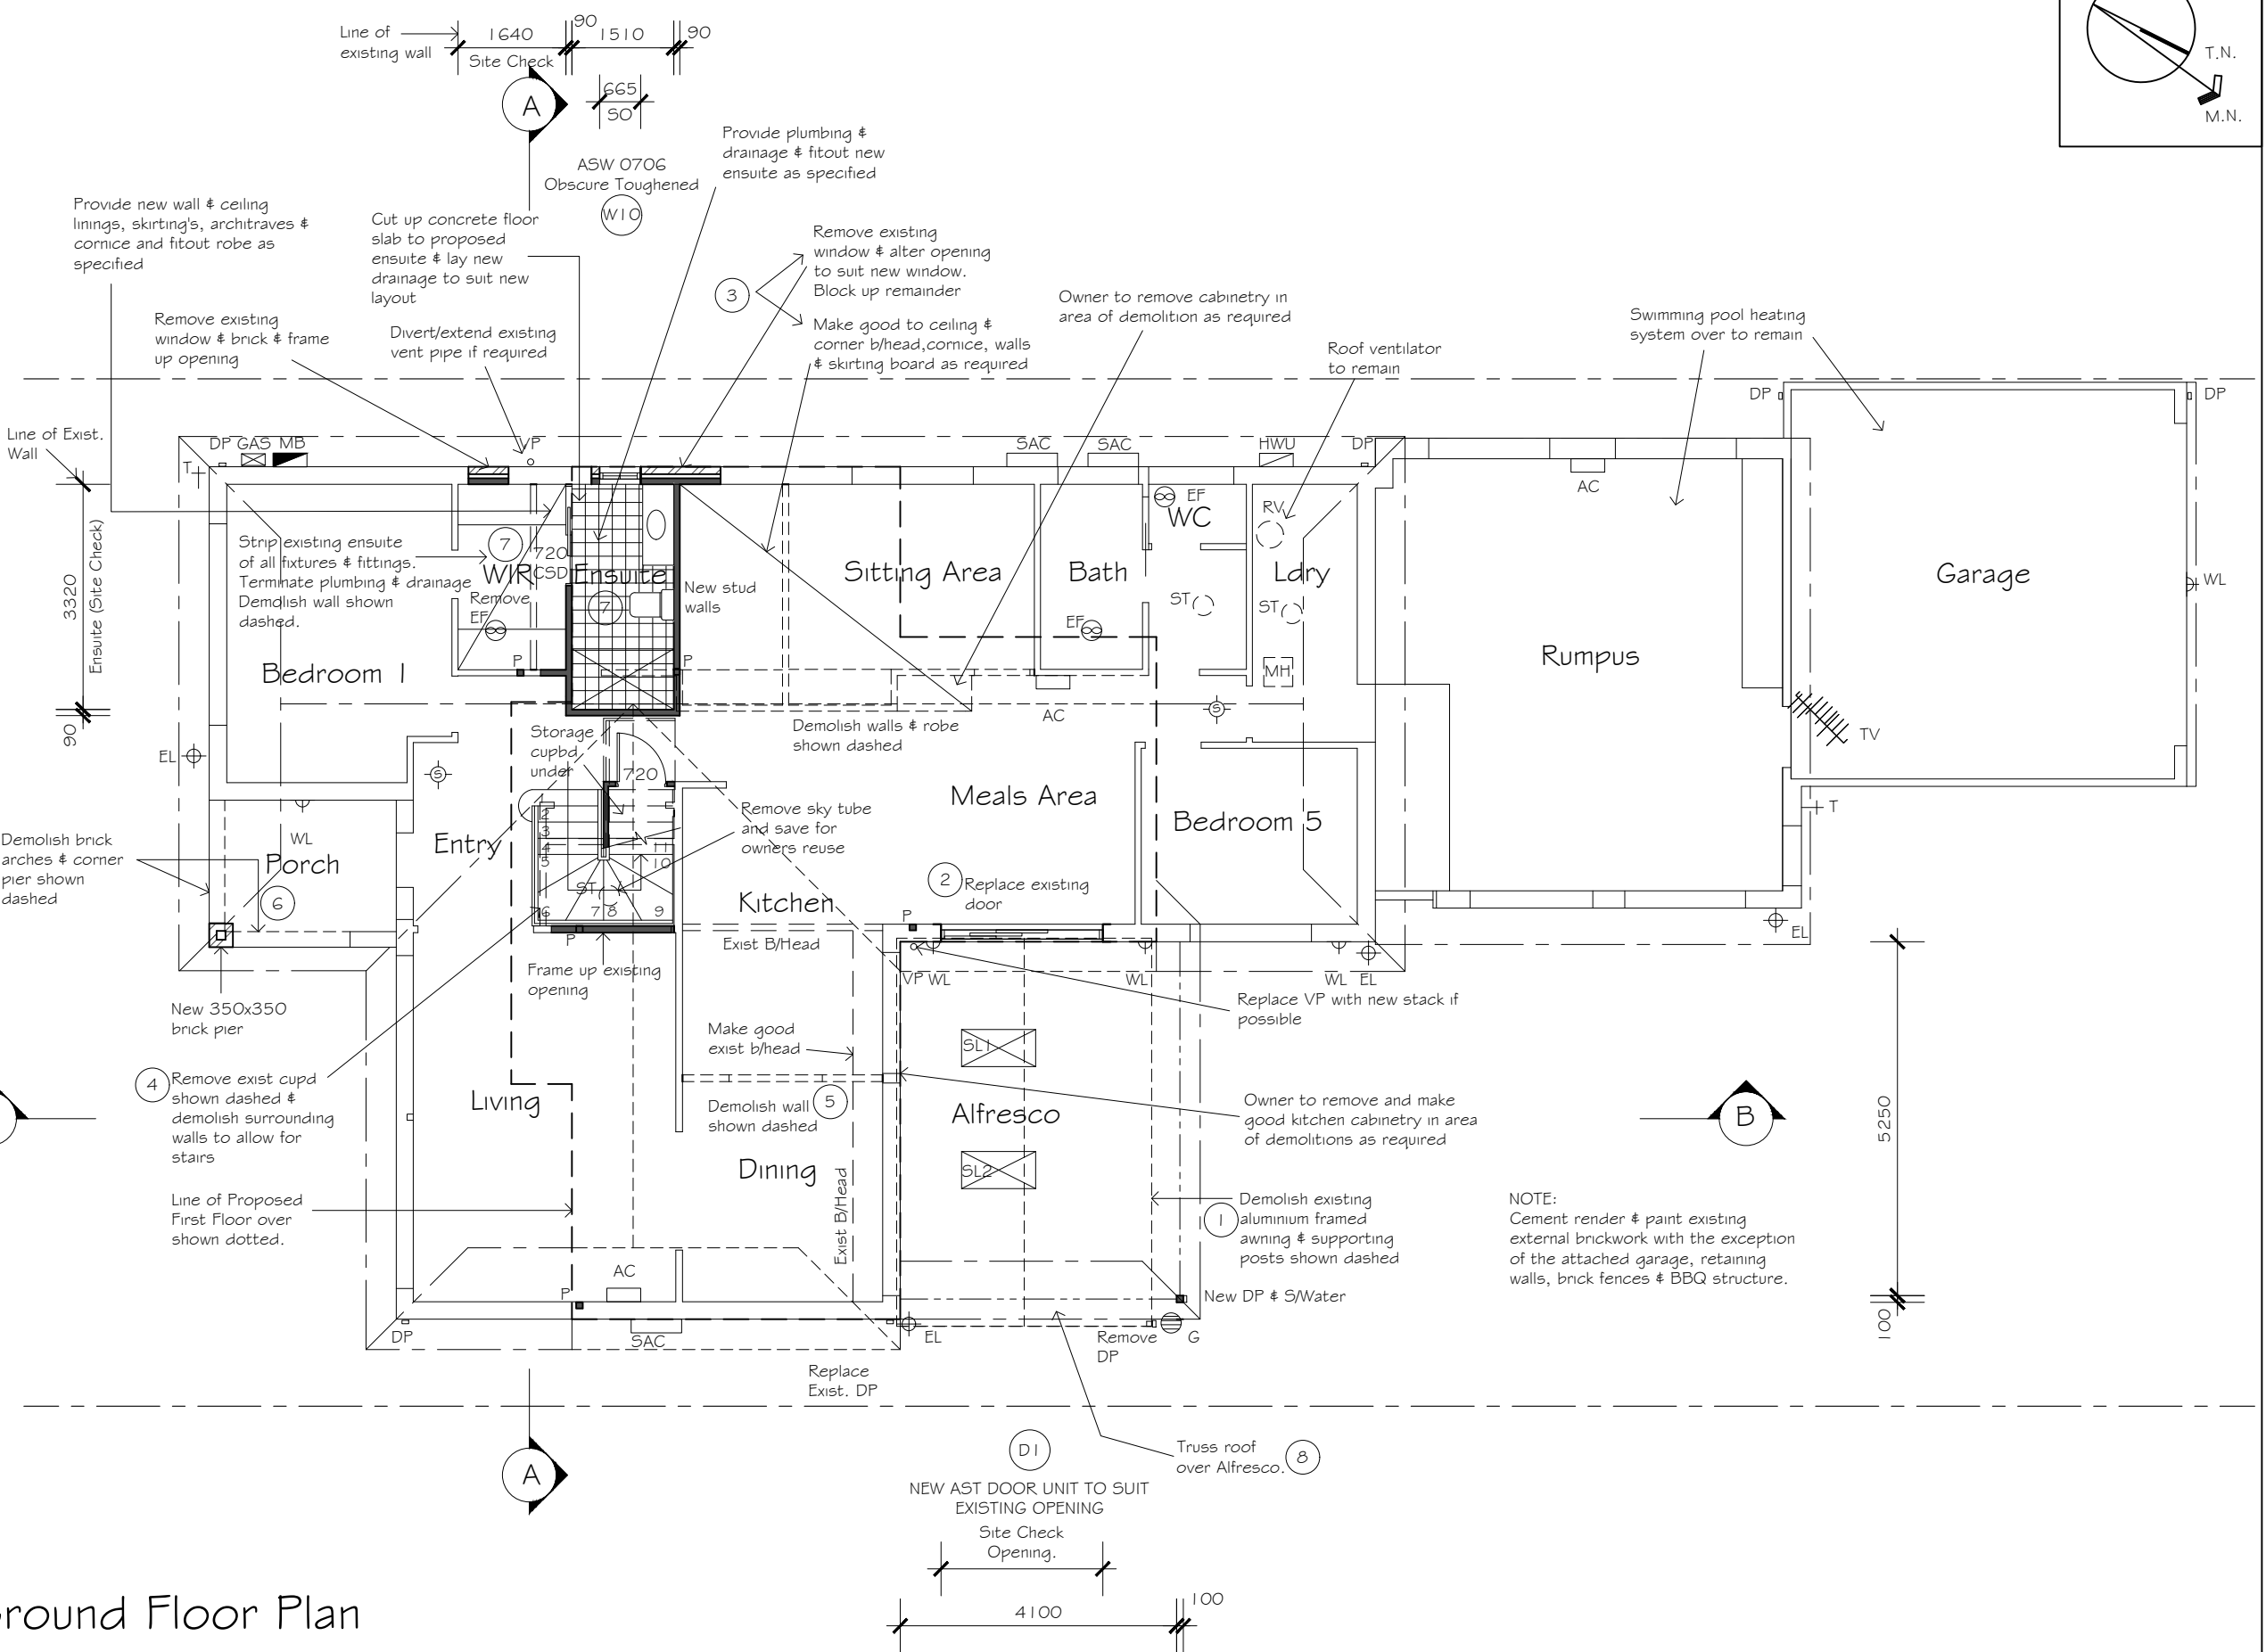 Line of
existing wall
1640
Site Check
90
1510
90
A
665
SO
ASW 0706
Obscure Toughened
W10
T.N.
M.N.
Provide plumbing &
drainage & fitout new
ensuite as specified
Provide new wall & ceiling
linings, skirting's, architraves &
cornice and fitout robe as
specified
Cut up concrete floor
slab to proposed
ensuite & lay new
drainage to suit new
layout
Remove existing
window & alter opening
to suit new window.
Block up remainder
3
Make good to ceiling &
corner b/head,cornice, walls
& skirting board as required
Owner to remove cabinetry in
area of demolition as required
Swimming pool heating
system over to remain
Remove existing
window & brick & frame
up opening
Divert/extend existing
vent pipe if required
Roof ventilator
to remain
Line of Exist.
Wall
DP GAS MB
T
VP
SAC
SAC
HWU
DP
DP
DP
AC
3320
Ensuite (Site Check)
90
Strip existing ensuite
of all fixtures & fittings.
Terminate plumbing & drainage
Demolish wall shown
dashed.
7
WIR
720
CSD
Remove
EF
Ensuite
7
New stud
walls
Sitting Area
Bath
EF
EF
WC
ST
RV
Ldry
ST
MH
Rumpus
Garage
WL
Bedroom 1
P
P
AC
S
TV
T
EL
S
Storage
cupbd
under
720
Demolish walls & robe
shown dashed
Meals Area
Bedroom 5
Remove sky tube
and save for
owners reuse
Demolish brick
arches & corner
pier shown
dashed
WL
Porch
6
Entry
2
3
4
5
6
7
8
9
10
11
ST
Kitchen
2
Replace existing
door
P
P
Exist B/Head
EL
Frame up existing
opening
VP WL
WL
WL EL
New 350x350
brick pier
Replace VP with new stack if
possible
Make good
exist b/head
SL1
4
Remove exist cupd
shown dashed &
demolish surrounding
walls to allow for
stairs
Living
Demolish wall
shown dashed
5
Alfresco
Owner to remove and make
good kitchen cabinetry in area
of demolitions as required
B
5250
100
Dining
SL2
Exist B/Head
Line of Proposed
First Floor over
shown dotted.
1
Demolish existing
aluminium framed
awning & supporting
posts shown dashed
NOTE:
Cement render & paint existing
external brickwork with the exception
of the attached garage, retaining
walls, brick fences & BBQ structure.
AC
P
New DP & S/Water
DP
SAC
EL
Remove
DP
G
Replace
Exist. DP
A
D1
NEW AST DOOR UNIT TO SUIT
EXISTING OPENING
Site Check
Opening.
Truss roof
over Alfresco.
8
4100
100
round Floor Plan